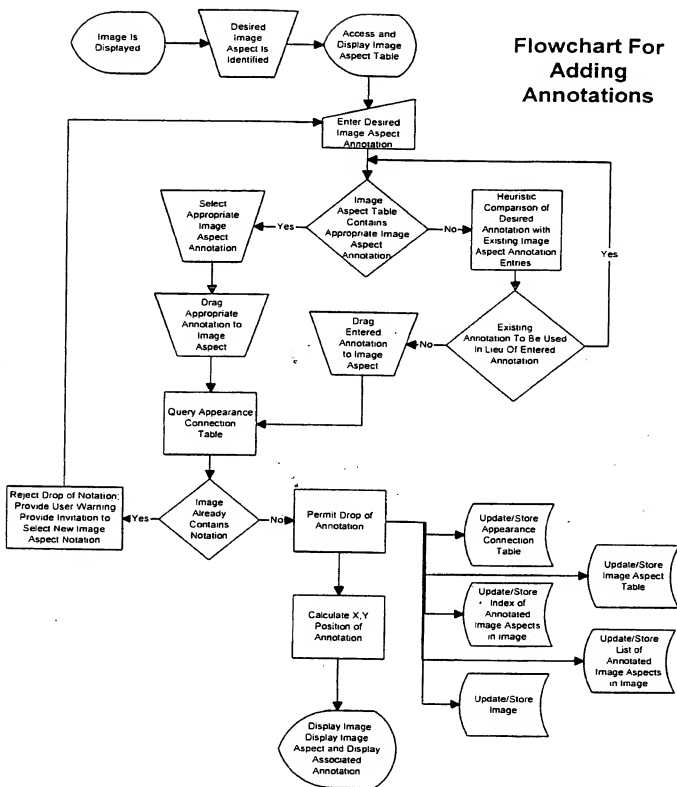 Flowchart For
Adding
Annotations
Image Is
Displayed
Desired
Image
Aspect Is
Identified
Access and
Display Image
Aspect Table
Enter Desired
Image Aspect
Annotation
Image
Aspect Table
Contains
Appropriate Image
Aspect
Annotation
Yes
No
Select
Appropriate
Image
Aspect
Annotation
Heuristic
Comparison of
Desired
Annotation with
Existing Image
Aspect Annotation
Entries
Yes
Drag
Appropriate
Annotation to
Image
Aspect
Drag
Entered
Annotation
to Image
Aspect
No
Existing
Annotation To Be Used
In Lieu Of Entered
Annotation
Query Appearance
Connection
Table
Reject Drop of Notation;
Provide User Warning
Provide Invitation to
Select New Image
Aspect Notation
Yes
Image
Already
Contains
Notation
No
Permit Drop of
Annotation
Update/Store
Appearance
Connection
Table
Update/Store
Image Aspect
Table
Update/Store
Index of
Annotated
Image Aspects
in image
Update/Store
List of
Annotated
Image Aspects
in Image
Update/Store
Image
Calculate X,Y
Position of
Annotation
Display Image
Display Image
Aspect and Display
Associated
Annotation